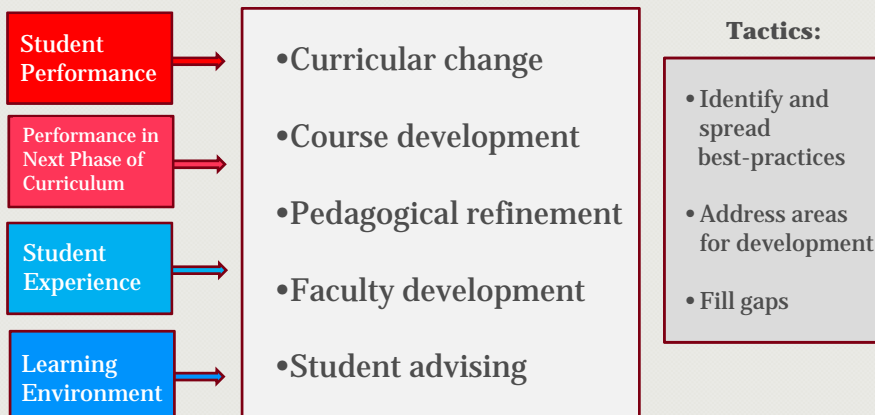 Student
Performance
Performance in
Next Phase of
Curriculum
Student
Experience
Learning
Environment
•Curricular change
•Course development
•Pedagogical refinement
•Faculty development
•Student advising
Tactics:
• Identify and
spread
best-practices
• Address areas
for development
• Fill gaps